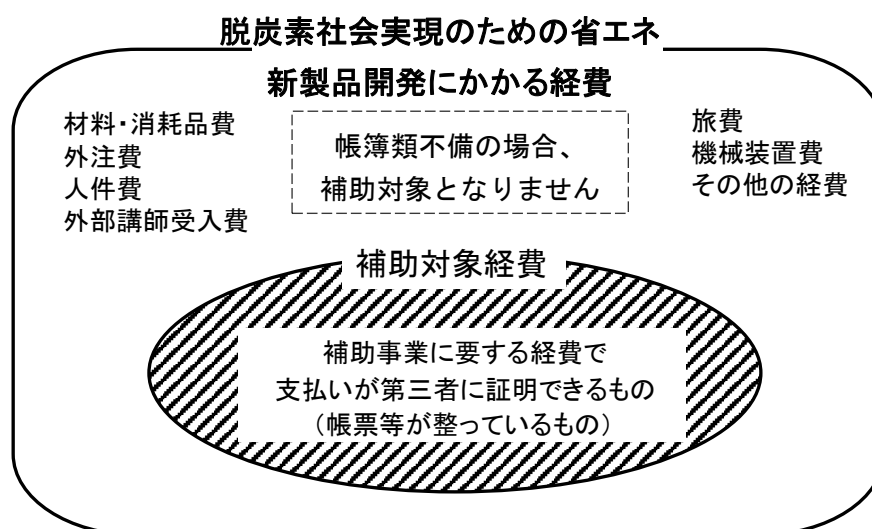 脱炭素社会実現のための省エネ
新製品開発にかかる経費
材料・消耗品費
外注費
人件費
外部講師受入費
帳簿類不備の場合、
補助対象となりません
旅費
機械装置費
その他の経費
補助対象経費
補助事業に要する経費で
支払いが第三者に証明できるもの
（帳票等が整っているもの）